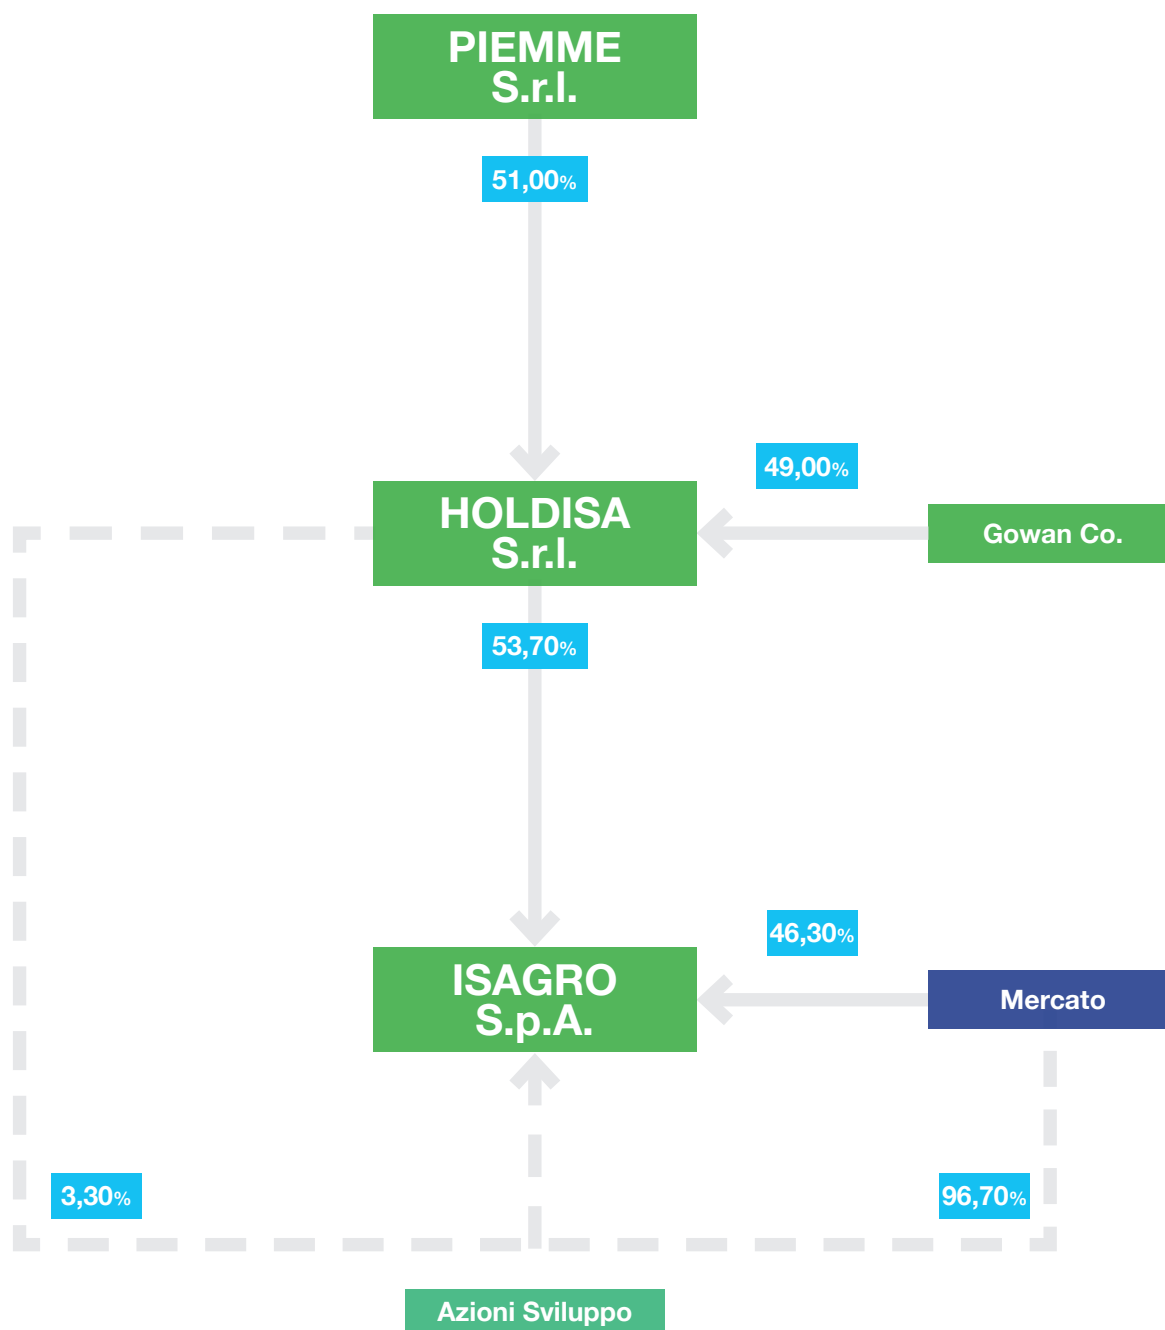 PIEMME
S.r.l.
51,00%
49,00%
HOLDISA
S.r.l.
Gowan Co.
53,70%
46,30%
ISAGRO
S.p.A.
Mercato
3,30%
96,70%
Azioni Sviluppo